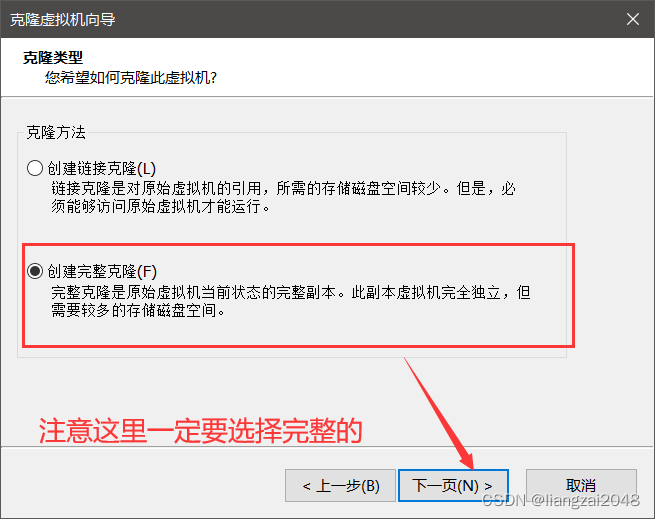 克隆虚拟机向导
克隆类型
您希望如何克隆此虚拟机?
克隆方法
创建链接克隆(L)
链接克隆是对原始虚拟机的引用，所需的存储磁盘空间较少。但是，必
须能够访问原始虚拟机才能运行。
创建完整克隆(F)
完整克隆是原始虚拟机当前状态的完整副本。此副本虚拟机完全独立，但
需要较多的存储磁盘空间。
注意这里一定要选择完整的
< 上一步(B)
下一页(N) >
取消
CSDN @liangzai2048